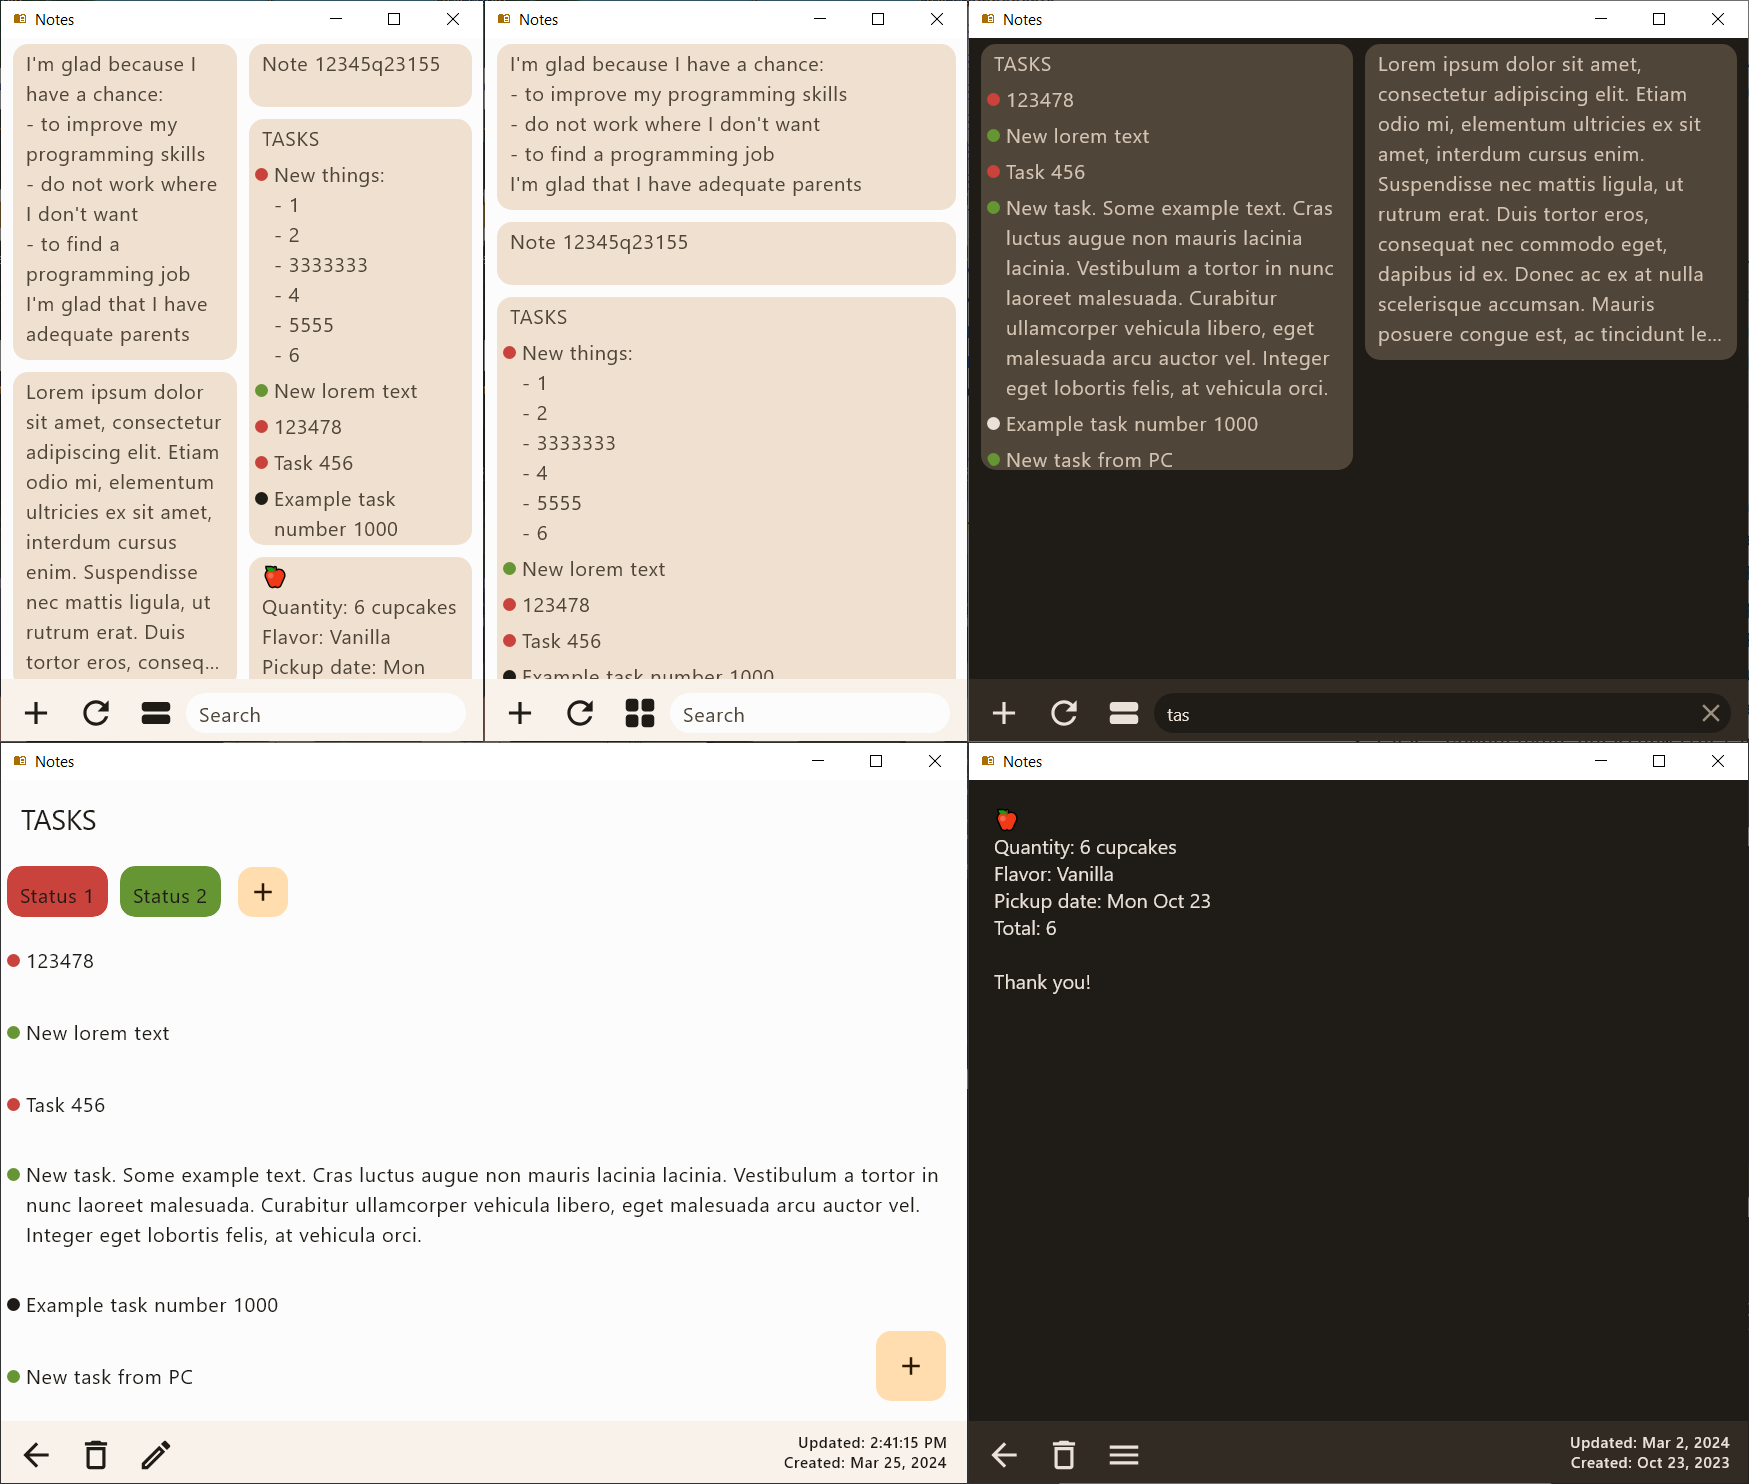 Notes
I'm glad because I
have a chance:
- to improve my
programming skills
- do not work where
I don't want
- to find a
programming job
I'm glad that I have
adequate parents
Lorem ipsum dolor
sit amet, consectetur
adipiscing elit. Etiam
odio mi, elementum
ultricies ex sit amet,
interdum cursus
enim. Suspendisse
nec mattis ligula, ut
rutrum erat. Duis
tortor eros, conseq...
Note 12345q23155
TASKS
New things:
- 1
- 2
- 3333333
- 4
- 5555
- 6
New lorem text
123478
Task 456
Example task
number 1000
🍎
Quantity: 6 cupcakes
Flavor: Vanilla
Pickup date: Mon
Search
Notes
I'm glad because I have a chance:
- to improve my programming skills
- do not work where I don't want
- to find a programming job
I'm glad that I have adequate parents
Note 12345q23155
TASKS
New things:
- 1
- 2
- 3333333
- 4
- 5555
- 6
New lorem text
123478
Task 456
Example task number 1000
Search
Notes
TASKS
123478
New lorem text
Task 456
New task. Some example text. Cras
luctus augue non mauris lacinia
lacinia. Vestibulum a tortor in nunc
laoreet malesuada. Curabitur
ullamcorper vehicula libero, eget
malesuada arcu auctor vel. Integer
eget lobortis felis, at vehicula orci.
Example task number 1000
New task from PC
Lorem ipsum dolor sit amet,
consectetur adipiscing elit. Etiam
odio mi, elementum ultricies ex sit
amet, interdum cursus enim.
Suspendisse nec mattis ligula, ut
rutrum erat. Duis tortor eros,
consequat nec commodo eget,
dapibus id ex. Donec ac ex at nulla
scelerisque accumsan. Mauris
posuere congue est, ac tincidunt le...
tas
Notes
TASKS
Status 1
Status 2
123478
New lorem text
Task 456
New task. Some example text. Cras luctus augue non mauris lacinia lacinia. Vestibulum a tortor in
nunc laoreet malesuada. Curabitur ullamcorper vehicula libero, eget malesuada arcu auctor vel.
Integer eget lobortis felis, at vehicula orci.
Example task number 1000
New task from PC
Updated: 2:41:15 PM
Created: Mar 25, 2024
Notes
🍎
Quantity: 6 cupcakes
Flavor: Vanilla
Pickup date: Mon Oct 23
Total: 6
Thank you!
Updated: Mar 2, 2024
Created: Oct 23, 2023